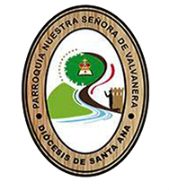 PARROQUIA NUESTRA SEÑORA DE VALVANERA
DIÓCESIS DE SANTA ANA